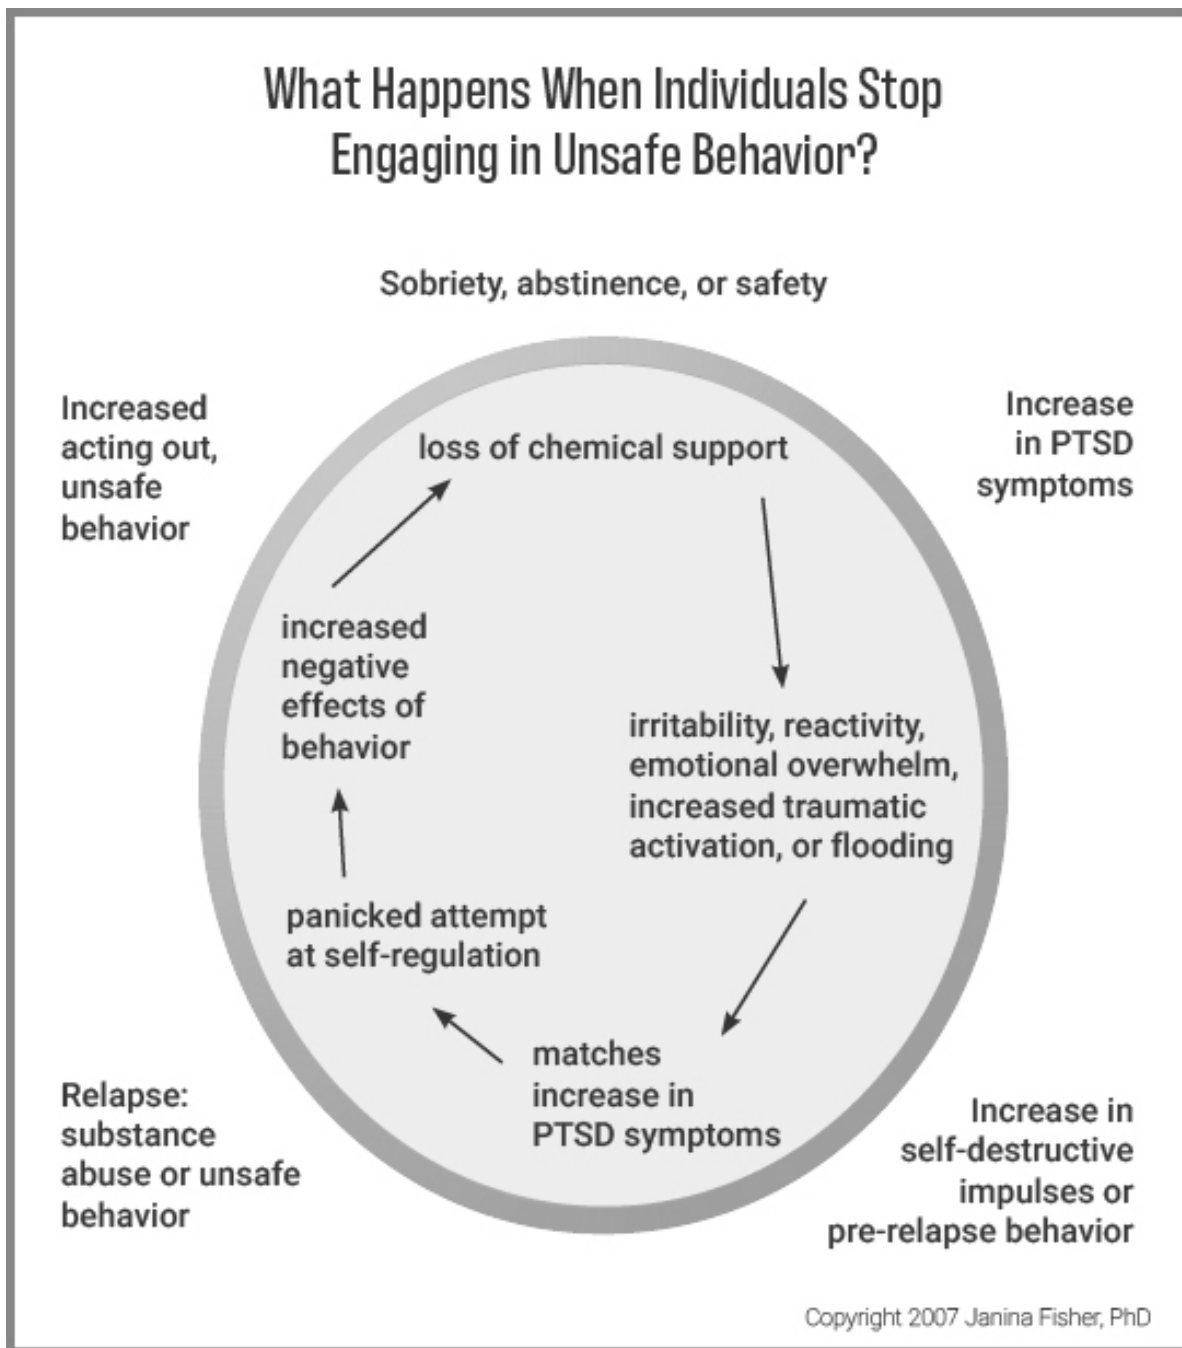 What Happens When Individuals Stop
Engaging in Unsafe Behavior?
Sobriety, abstinence, or safety
Increased
acting out,
unsafe
behavior
Increase
in PTSD
symptoms
loss of chemical support
increased
negative
effects of
behavior
irritability, reactivity,
emotional overwhelm,
increased traumatic
activation, or flooding
panicked attempt
at self-regulation
matches
increase in
PTSD symptoms
Relapse:
substance
abuse or unsafe
behavior
Increase in
self-destructive
impulses or
pre-relapse behavior
Copyright 2007 Janina Fisher, PhD